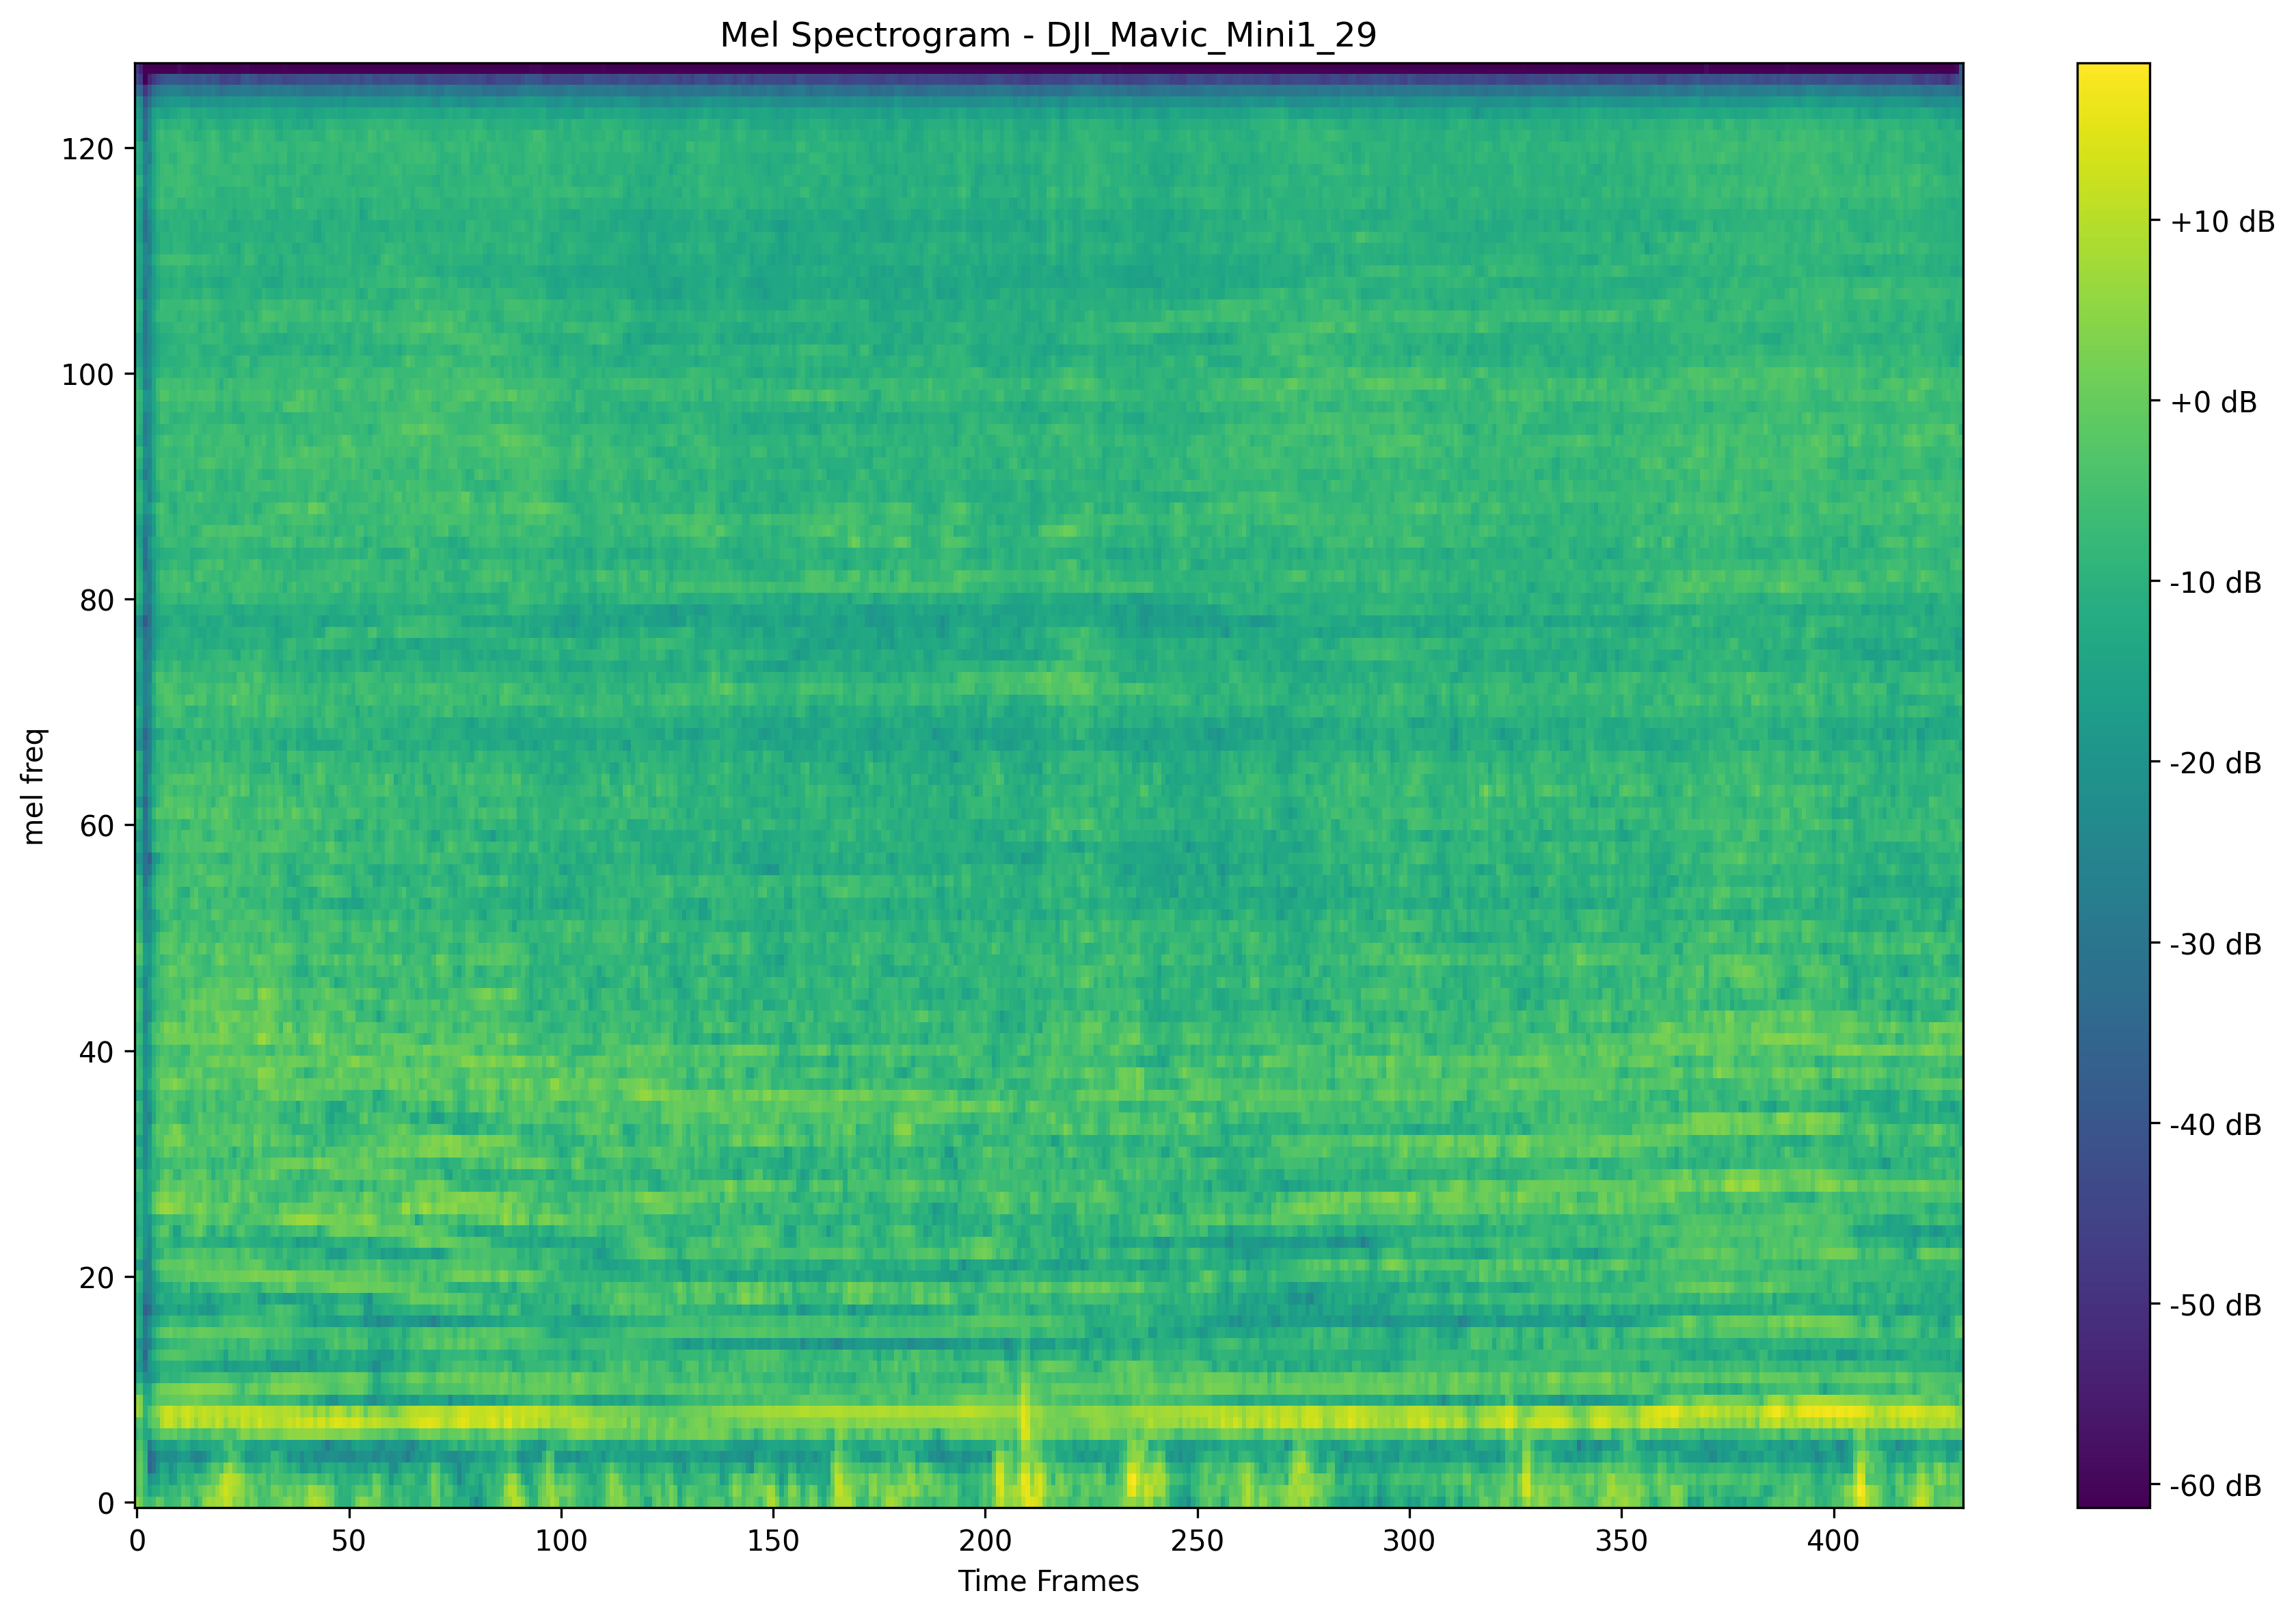 Mel Spectrogram - DJI_Mavic_Mini1_29
mel freq
120
100
80
60
40
20
0
0 50 100 150 200 250 300 350 400
Time Frames
+10 dB
+0 dB
-10 dB
-20 dB
-30 dB
-40 dB
-50 dB
-60 dB